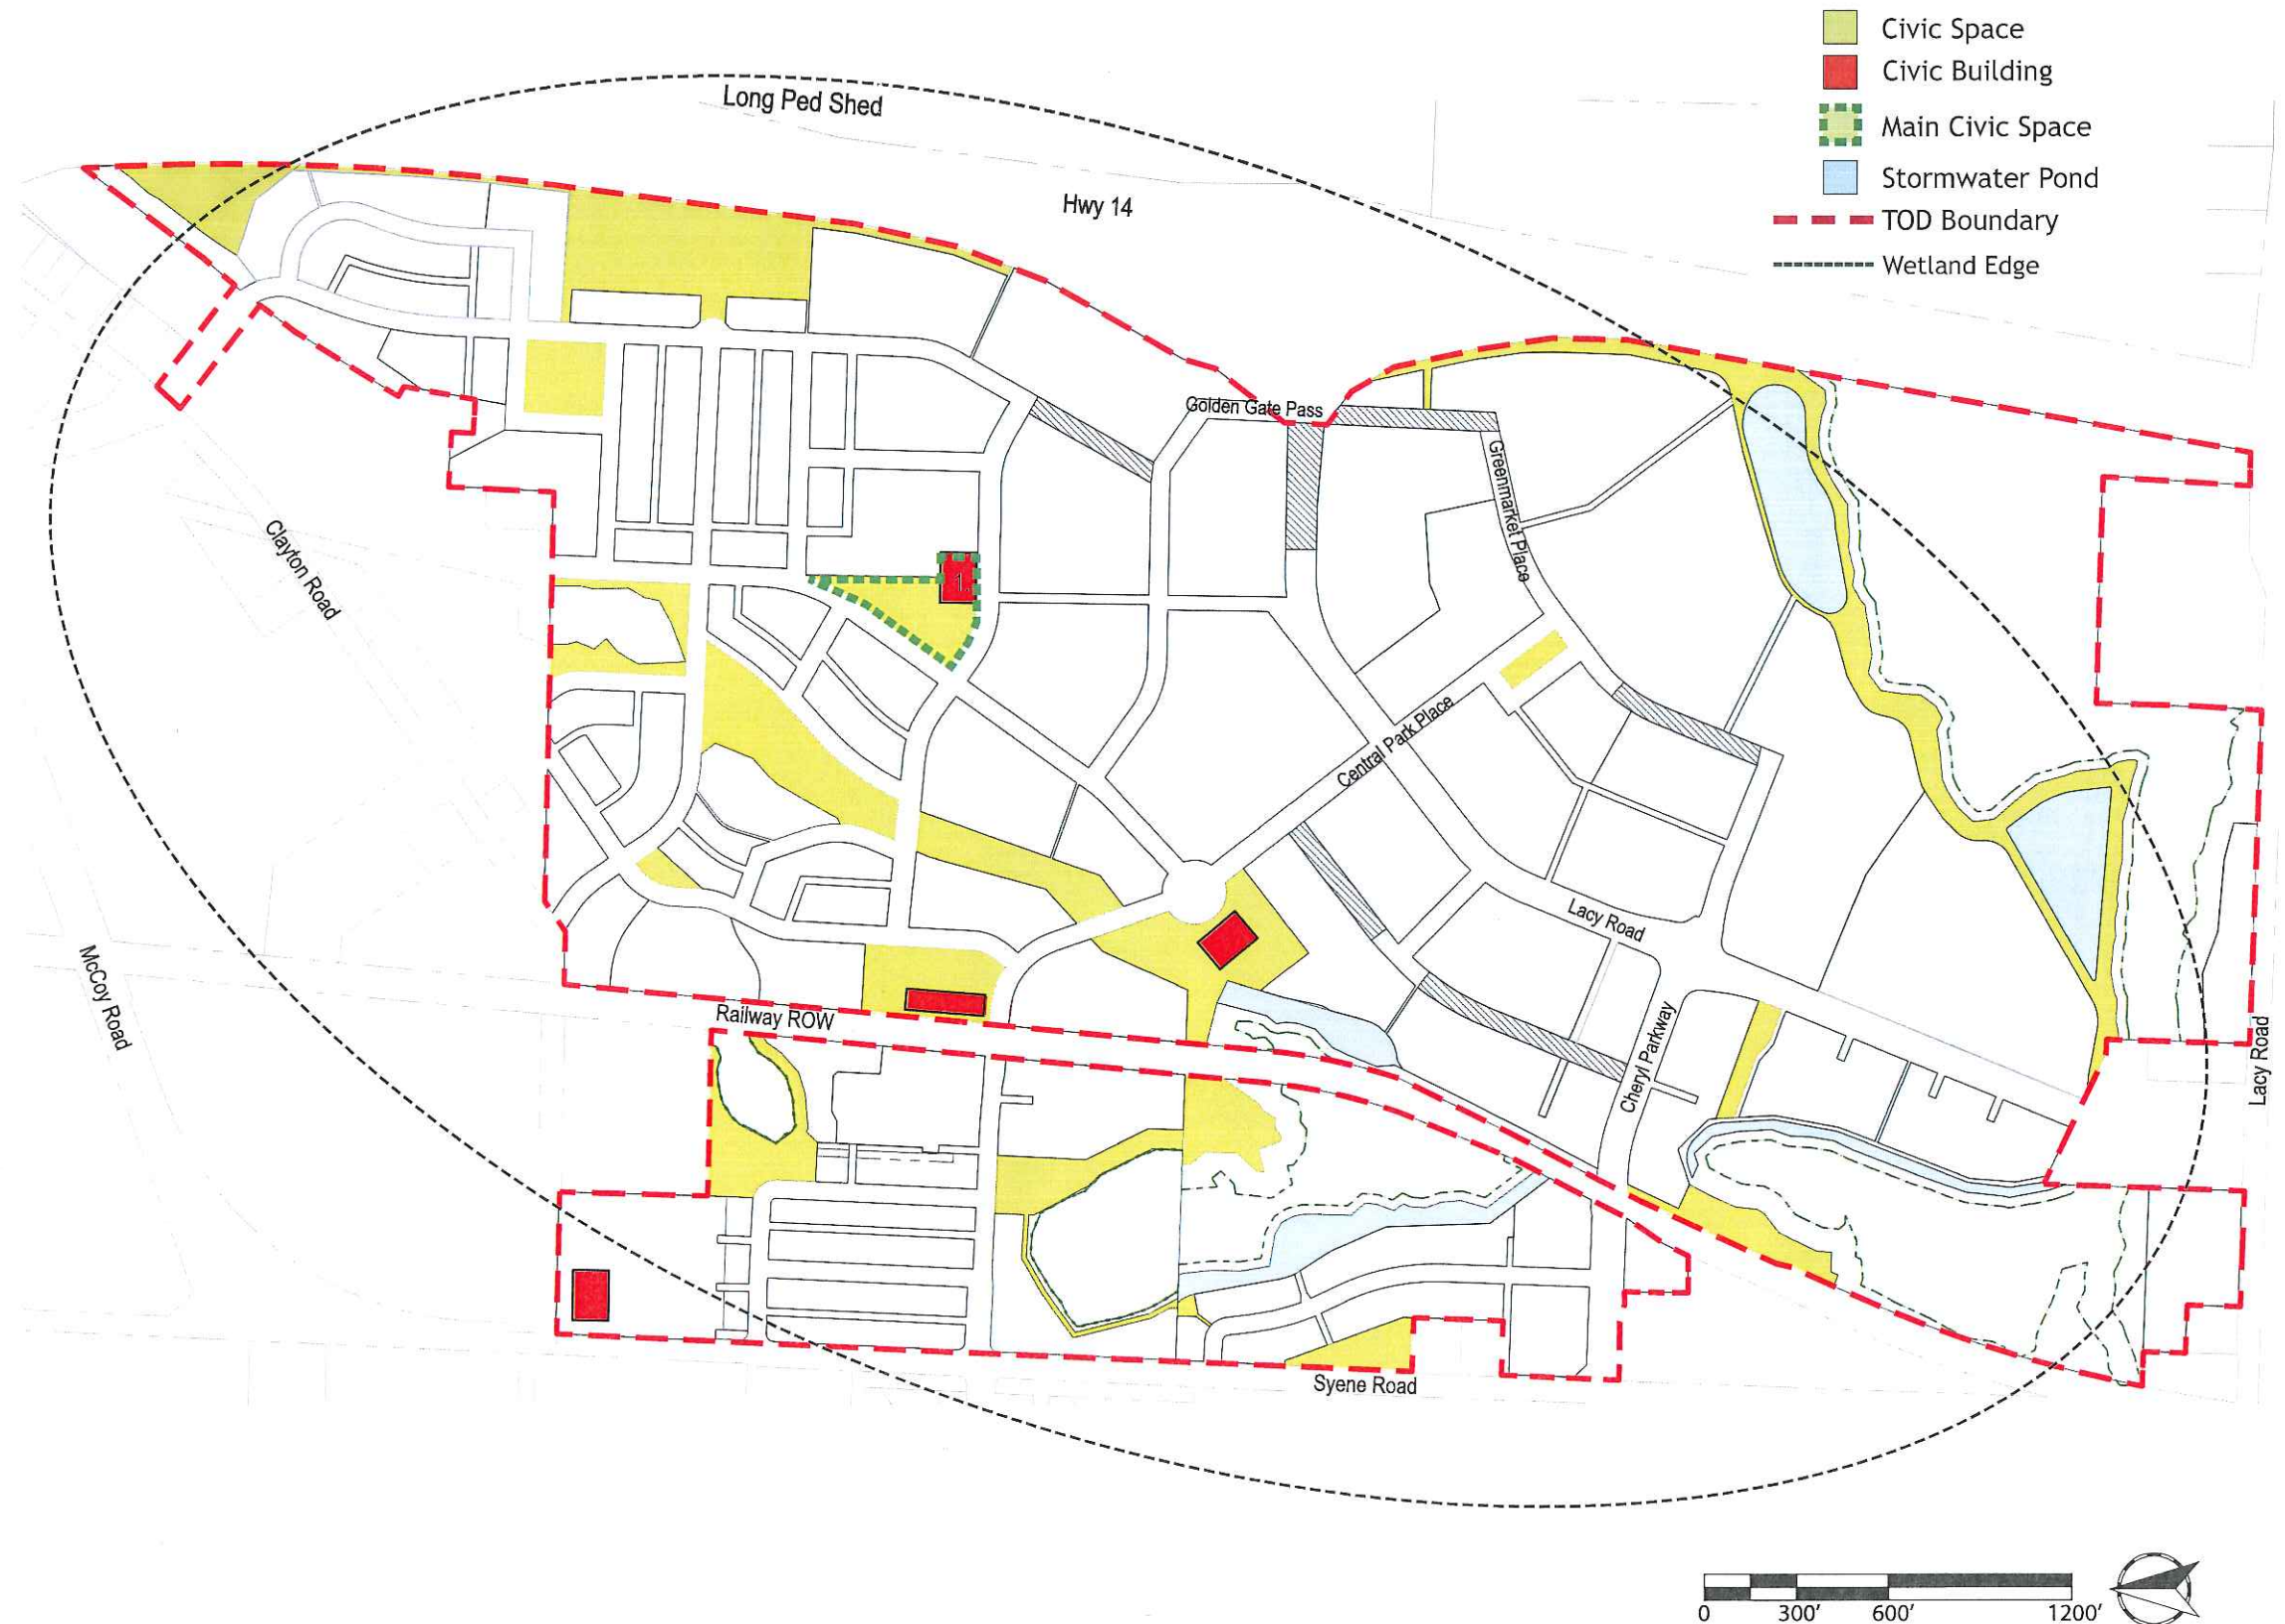 Civic Space
Civic Building
Main Civic Space
Stormwater Pond
TOD Boundary
Wetland Edge
Long Ped Shed
Hwy 14
Golden Gate Pass
Greenmarket Place
Clayton Road
1
Central Park Place
Lacy Road
McCoy Road
Railway ROW
Cheryl Parkway
Lacy Road
Syene Road
0 300' 600' 1200'